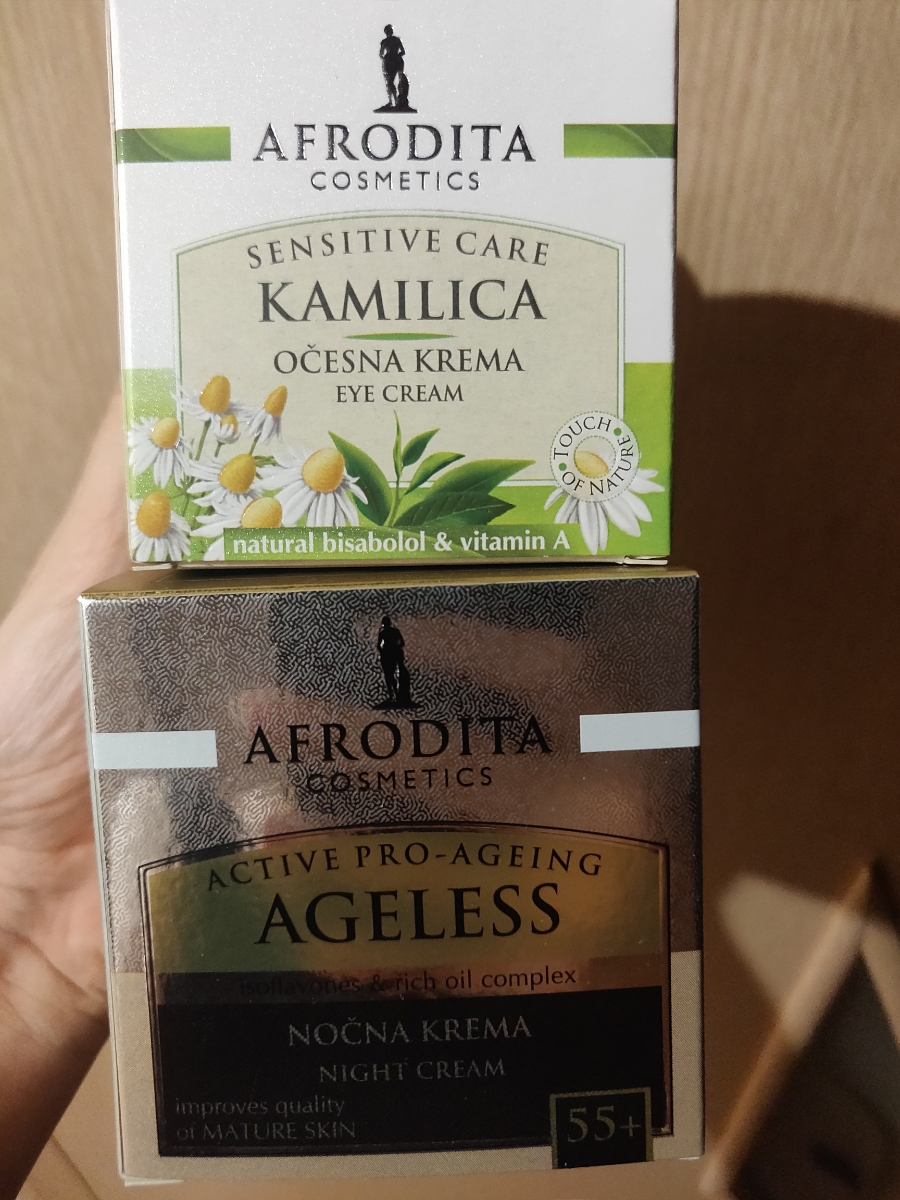 AFRODITA
COSMETICS
SENSITIVE CARE
KAMILICA
OČESNA KREMA
EYE CREAM
TOUCH
OF NATURE
natural bisabolol & vitamin A
AFRODITA
COSMETICS
ACTIVE PRO-AGEING
AGELESS
isoflavones & rich oil complex
NOČNA KREMA
NIGHT CREAM
improves quality
of MATURE SKIN
55+